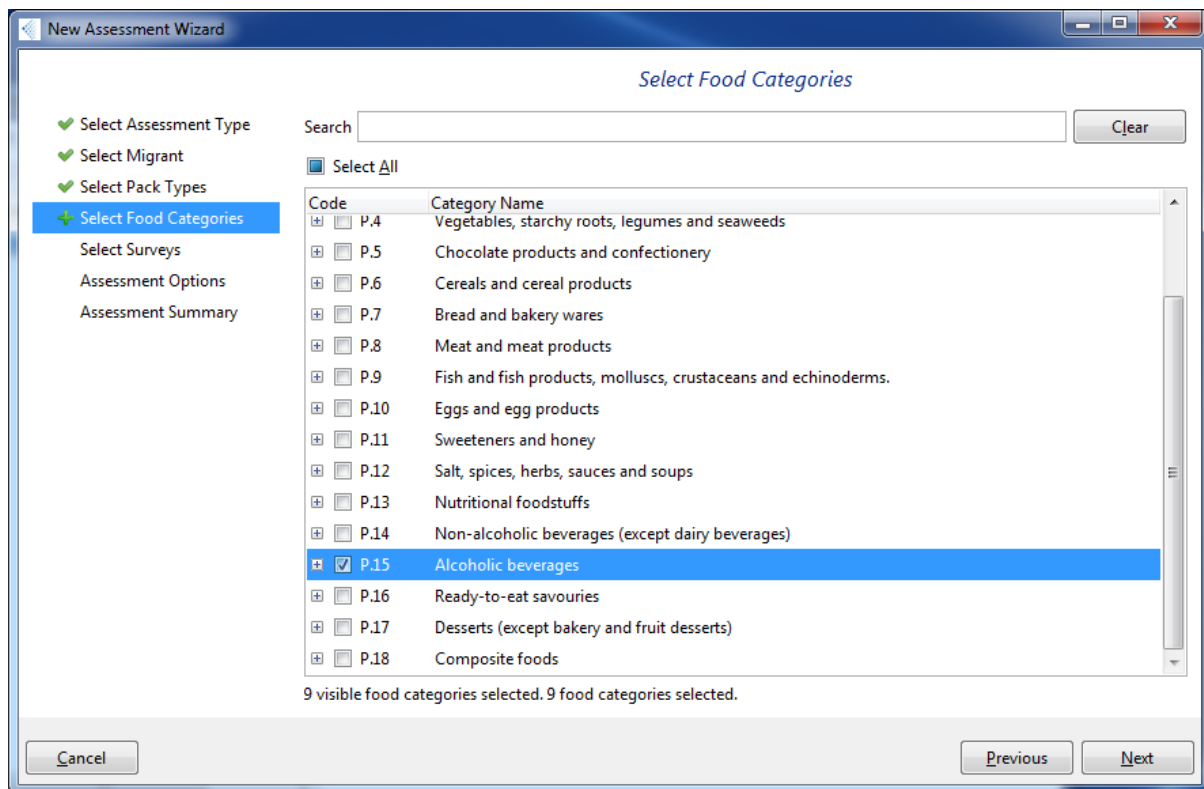 New Assessment Wizard
Select Food Categories
Select Assessment Type
Select Migrant
Select Pack Types
Select Food Categories
Select Surveys
Assessment Options
Assessment Summary
Search
Clear
Select All
Code Category Name
P.4 Vegetables, starchy roots, legumes and seaweeds
P.5 Chocolate products and confectionery
P.6 Cereals and cereal products
P.7 Bread and bakery wares
P.8 Meat and meat products
P.9 Fish and fish products, molluscs, crustaceans and echinoderms.
P.10 Eggs and egg products
P.11 Sweeteners and honey
P.12 Salt, spices, herbs, sauces and soups
P.13 Nutritional foodstuffs
P.14 Non-alcoholic beverages (except dairy beverages)
P.15 Alcoholic beverages
P.16 Ready-to-eat savouries
P.17 Desserts (except bakery and fruit desserts)
P.18 Composite foods
9 visible food categories selected. 9 food categories selected.
Cancel
Previous
Next